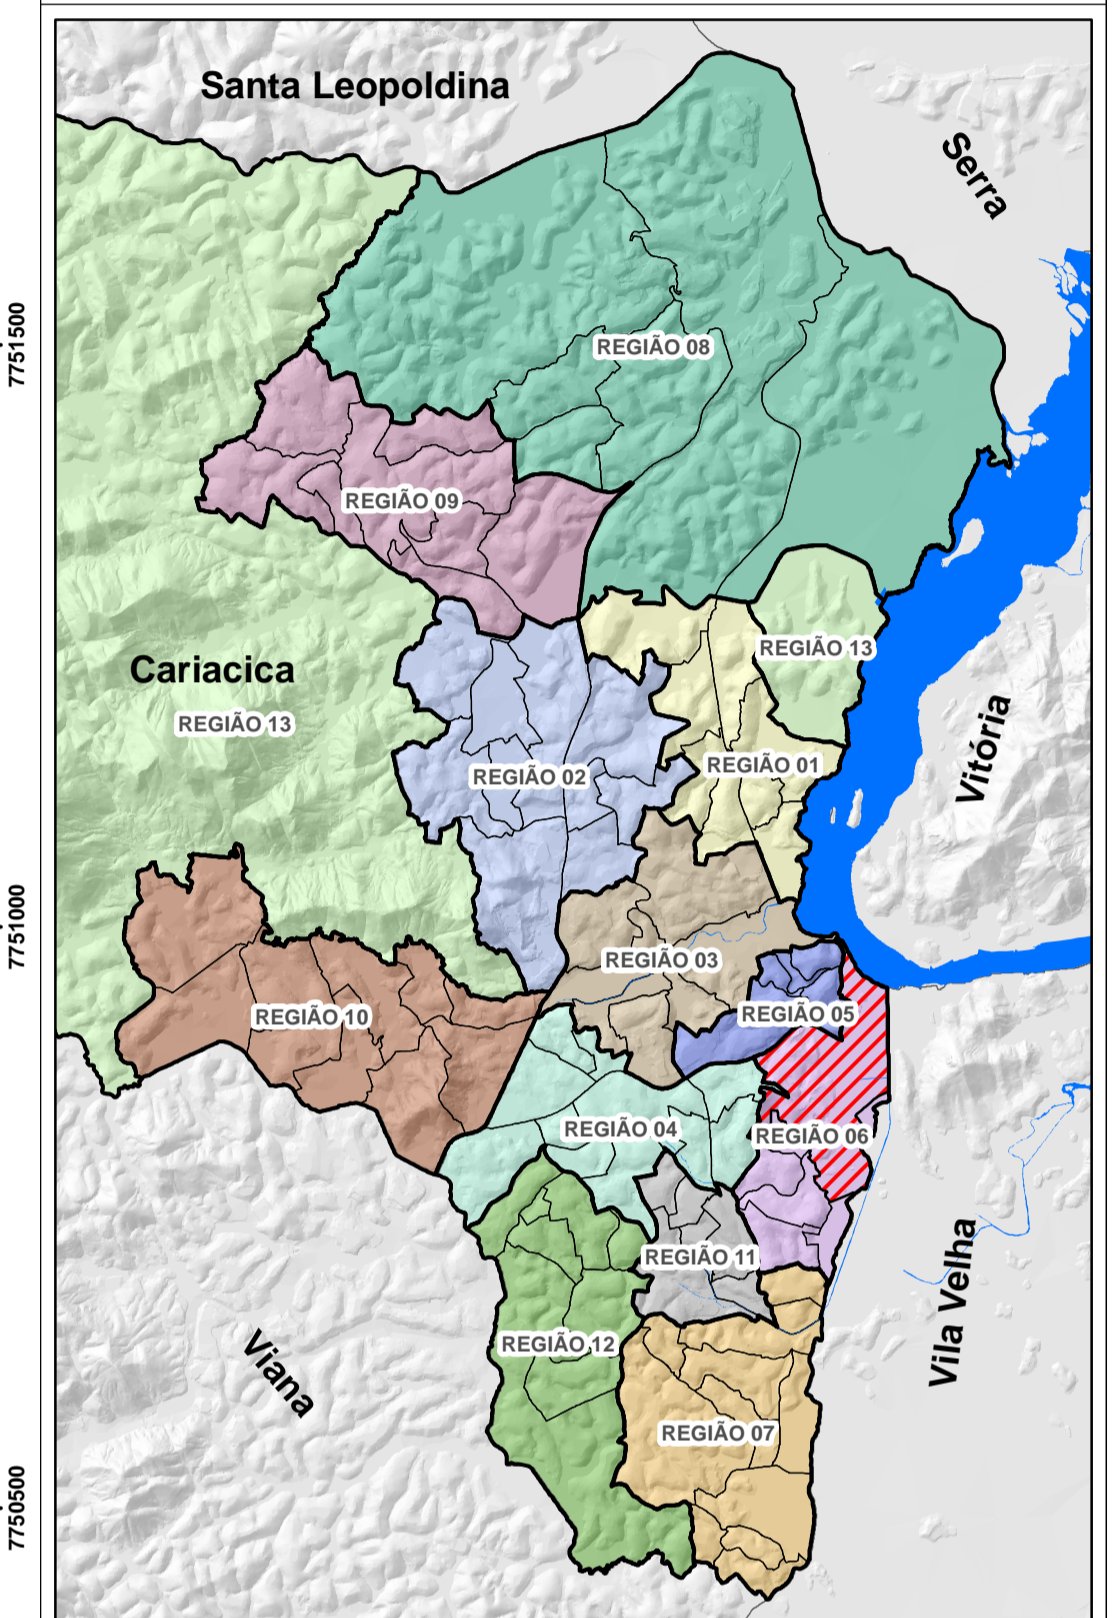 Santa Leopoldina
Serra
7751500
REGIÃO 08
REGIÃO 09
REGIÃO 13
Cariacica
REGIÃO 13
Vitória
REGIÃO 01
REGIÃO 02
7751000
REGIÃO 03
REGIÃO 05
REGIÃO 10
REGIÃO 04
REGIÃO 06
REGIÃO 11
Vila Velha
REGIÃO 12
Viana
REGIÃO 07
7750500